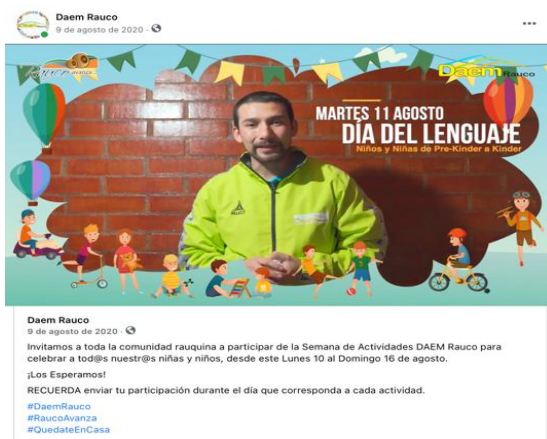 Daem Rauco
9 de agosto de 2020 ·
Rauco avanza
Daem Rauco
MARTES 11 AGOSTO
DÍA DEL LENGUAJE
Niños y Niñas de Pre-Kinder a Kinder
Daem Rauco
9 de agosto de 2020 ·
Invitamos a toda la comunidad rauquina a participar de la Semana de Actividades DAEM Rauco para
celebrar a tod@s nuestr@s niñas y niños, desde este Lunes 10 al Domingo 16 de agosto.
¡Los Esperamos!
RECUERDA enviar tu participación durante el día que corresponda a cada actividad.
#DaemRauco
#RaucoAvanza
#QuedateEnCasa